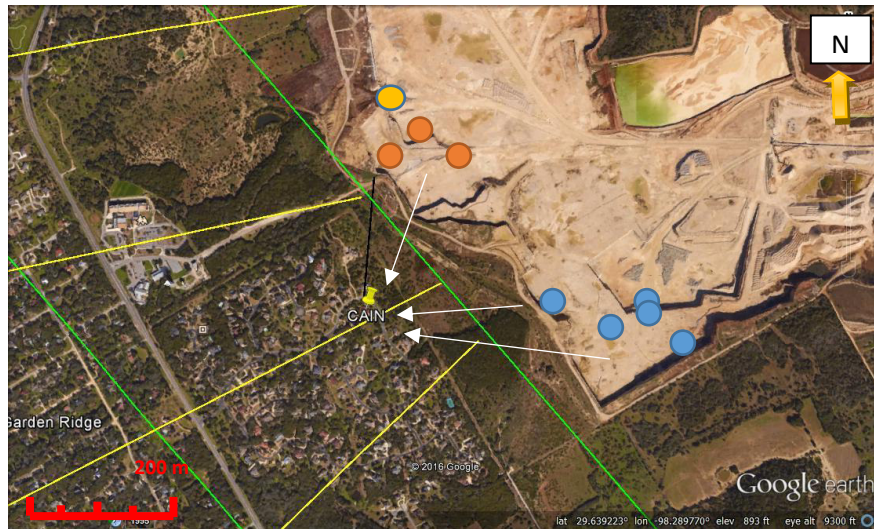 N
CAIN
Garden Ridge
200 m
© 2016 Google
Google earth
1995
lat 29.639223° lon -98.289770° elev 893 ft eye alt 9300 ft